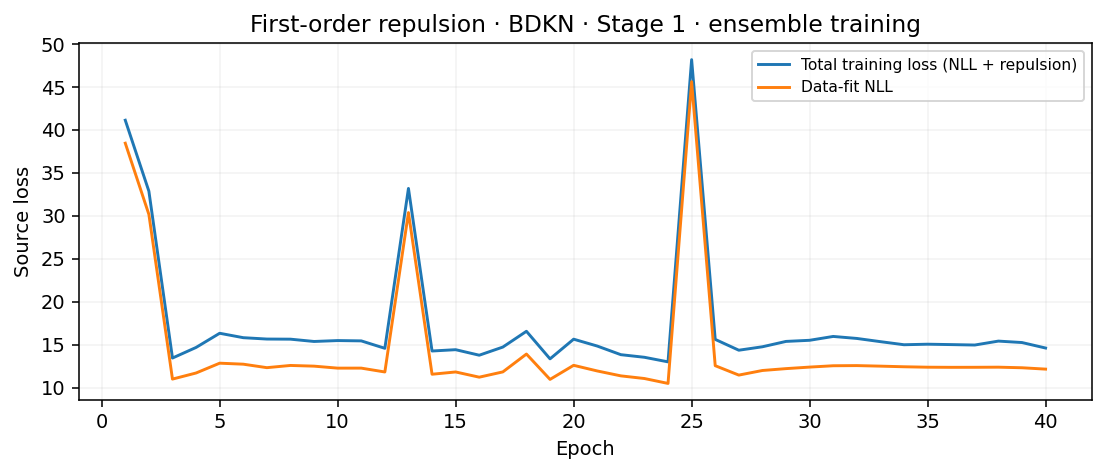 First-order repulsion · BDKN · Stage 1 · ensemble training
Total training loss (NLL + repulsion)
Data-fit NLL
Source loss
50
45
40
35
30
25
20
15
10
0 5 10 15 20 25 30 35 40
Epoch